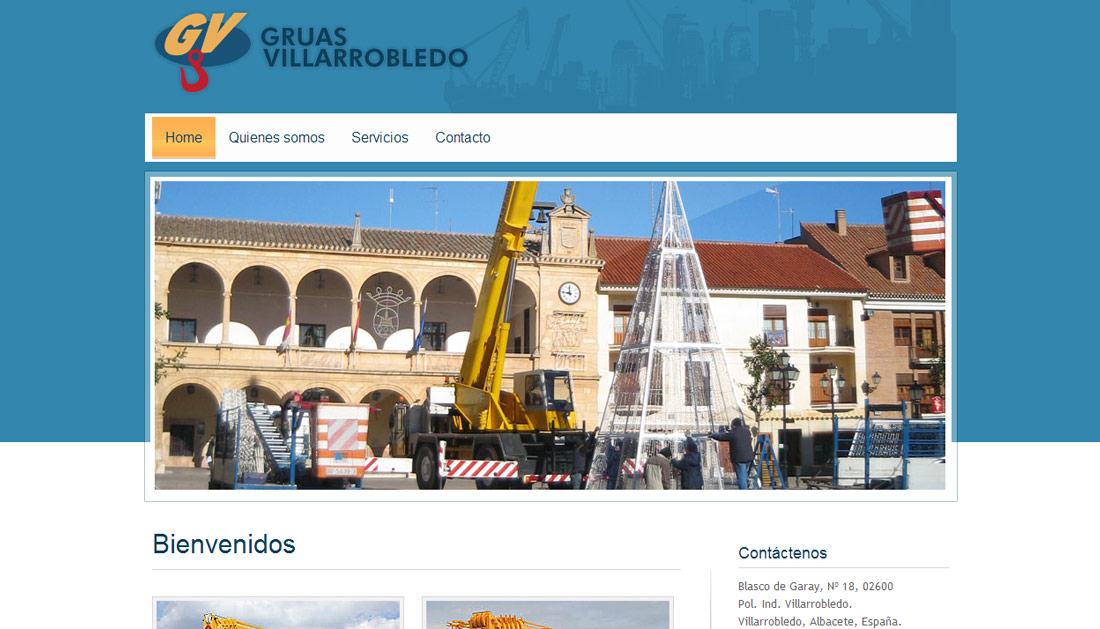 GV
GRUAS
VILLARROBLEDO
Home Quienes somos Servicios Contacto
Bienvenidos
Contáctenos
Blasco de Garay, Nº 18, 02600
Pol. Ind. Villarrobledo.
Villarrobledo, Albacete, España.